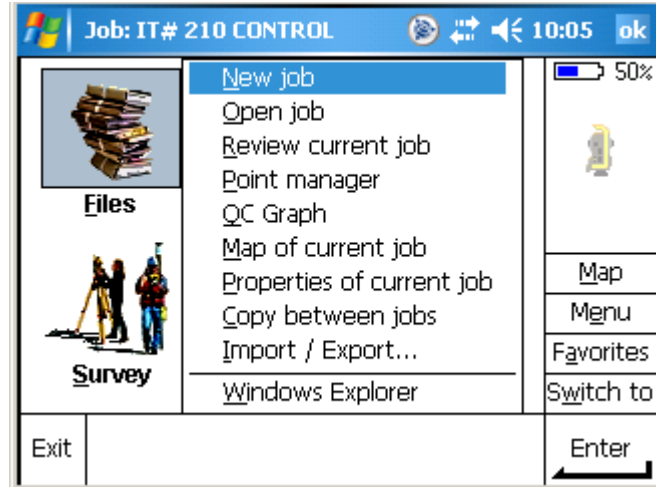 Job: IT# 210 CONTROL 10:05 ok
New job
Open job
Review current job
Point manager
QC Graph
Map of current job
Properties of current job
Copy between jobs
Import / Export...
Windows Explorer
Files
Survey
50%
Map
Menu
Favorites
Switch to
Exit
Enter